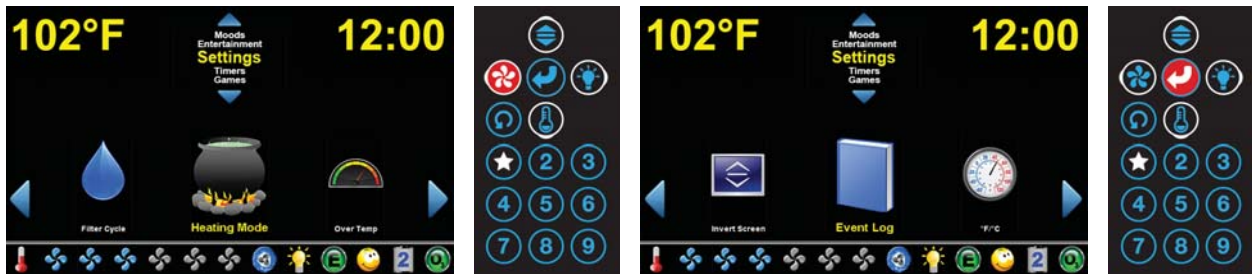 102°F
Moods
Entertainment
Settings
Timers
Games
12:00
Filter Cycle
Heating Mode
Over Temp
E
2
O₃
2 3
4 5 6
7 8 9
102°F
Moods
Entertainment
Settings
Timers
Games
12:00
Invert Screen
Event Log
°F/°C
E
2
O₃
2 3
4 5 6
7 8 9